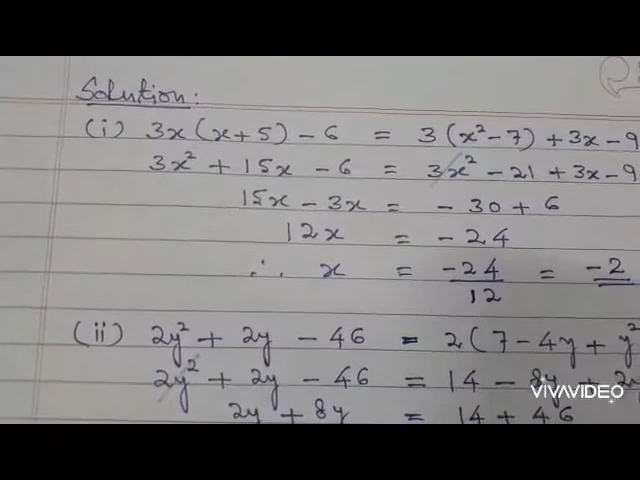 Solution:
(i) 3x(x+5) - 6 = 3(x² - 7) + 3x - 9
3x² + 15x - 6 = 3x² - 21 + 3x - 9
15x - 3x = - 30 + 6
12x = - 24
∴ x = -24/12 = -2
(ii) 2y² + 2y - 46 = 2(7 - 4y + y²
2y² + 2y - 46 = 14 - 8y + 2y
2y + 8y = 14 + 46
VIVAVIDEO